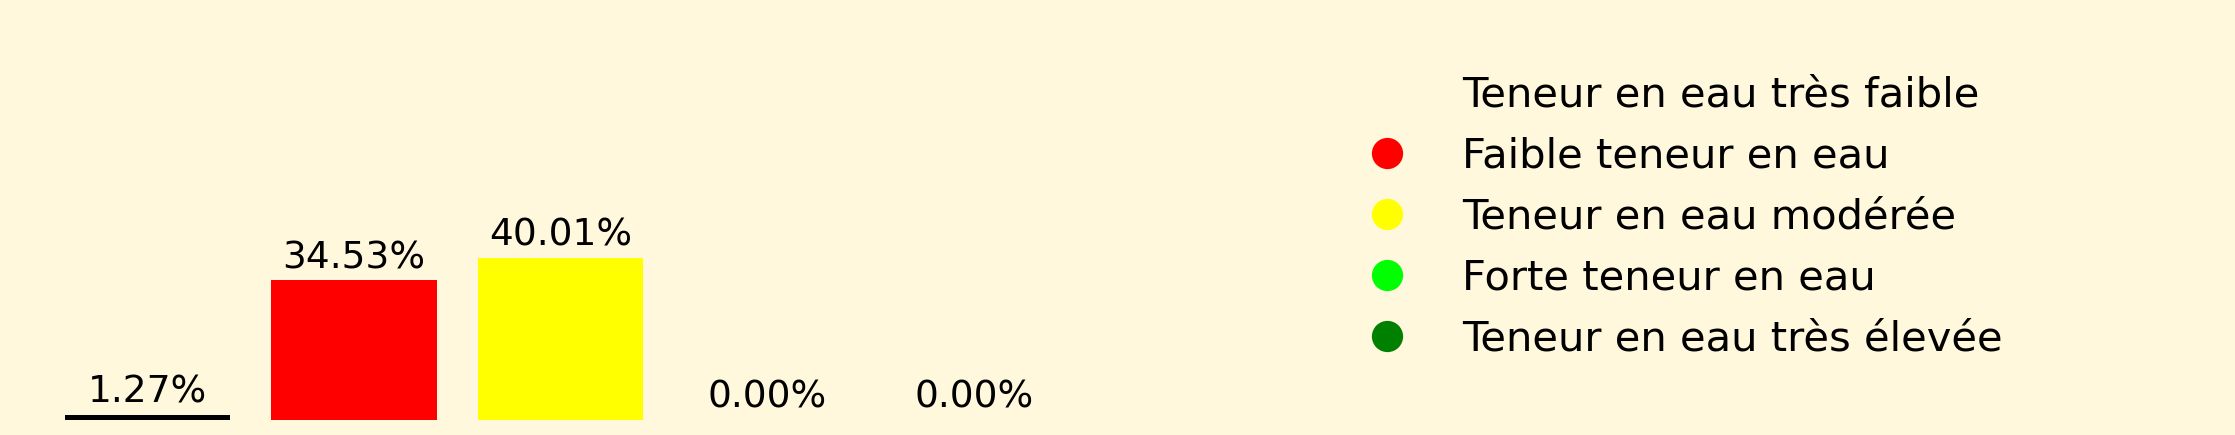 1.27%
34.53%
40.01%
0.00%
0.00%
Teneur en eau très faible
Faible teneur en eau
Teneur en eau modérée
Forte teneur en eau
Teneur en eau très élevée